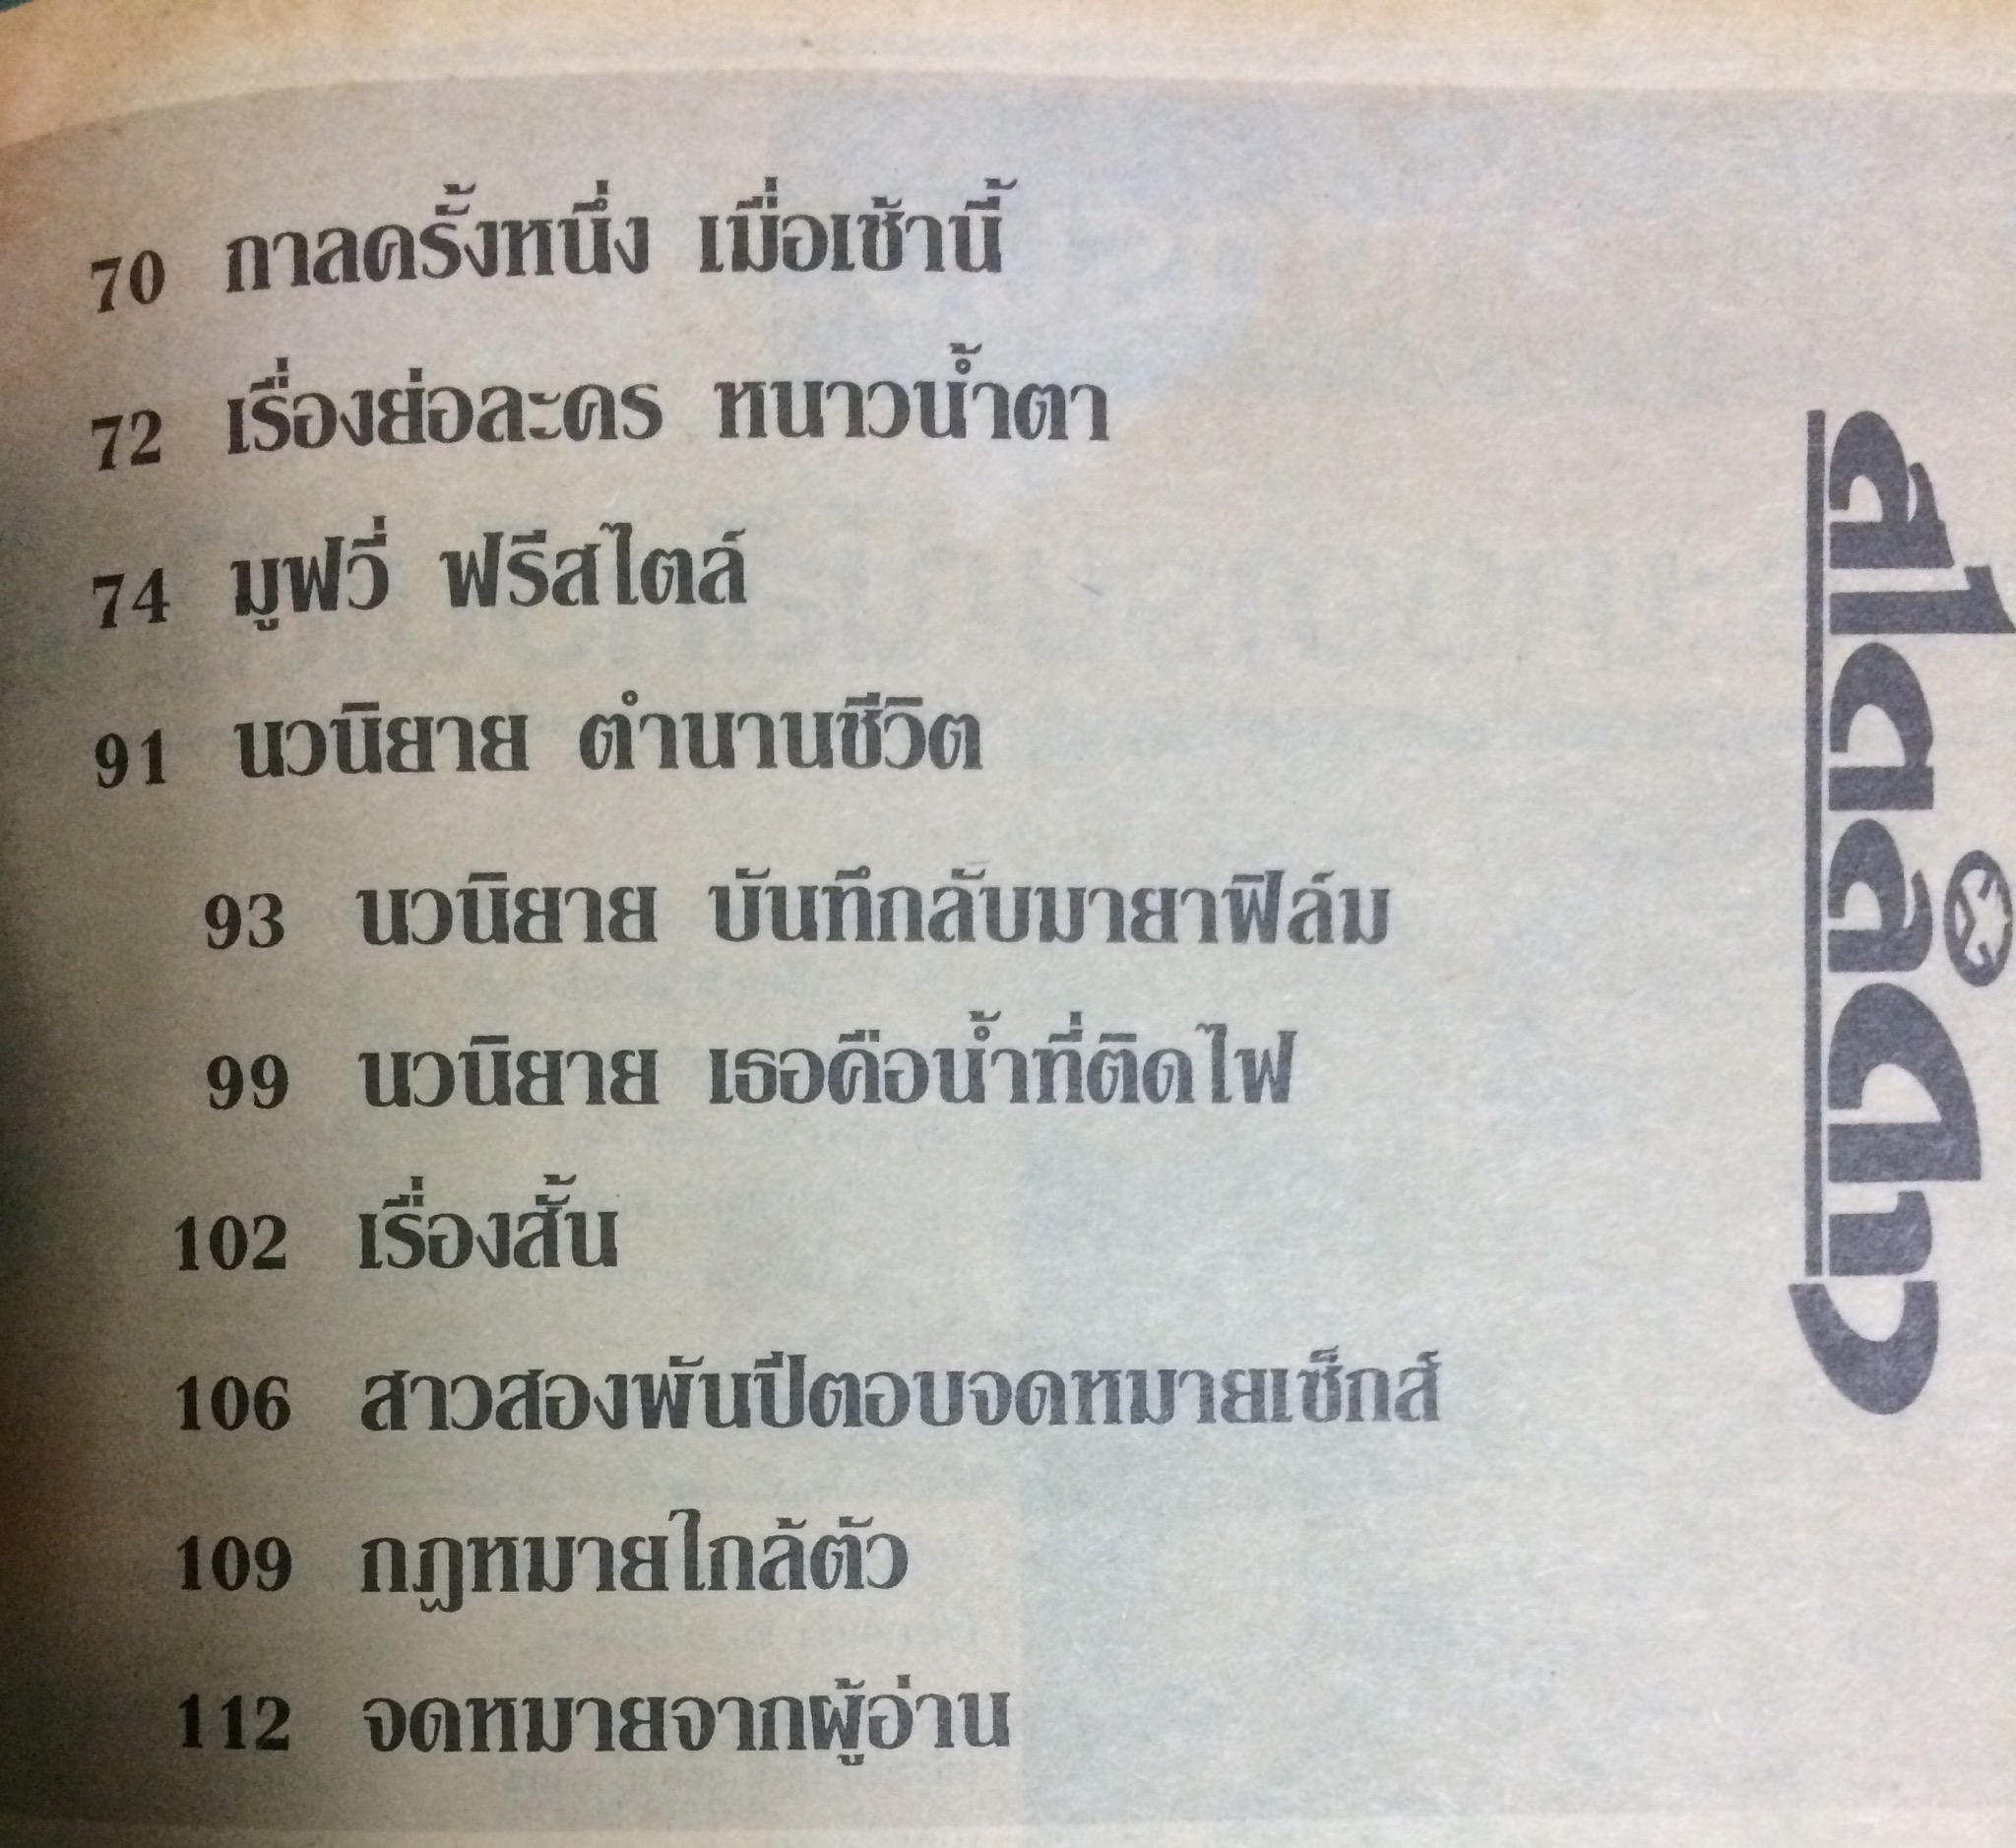 70 กาลครั้งหนึ่ง เมื่อเช้านี้
72 เรื่องย่อละคร หนาวน้ำตา
74 มูฟวี่ ฟรีสไตล์
91 นวนิยาย ตำนานชีวิต
93 นวนิยาย บันทึกลับมายาฟิล์ม
99 นวนิยาย เธอคือน้ำที่ติดไฟ
102 เรื่องสั้น
106 สาวสองพันปีตอบจดหมายเซ็กส์
109 กฎหมายใกล้ตัว
112 จดหมายจากผู้อ่าน
สไตล์ดาว